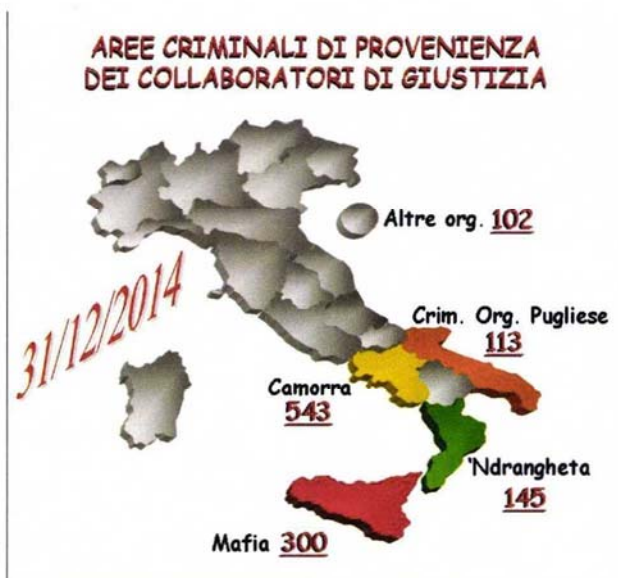 AREE CRIMINALI DI PROVENIENZA
DEI COLLABORATORI DI GIUSTIZIA
Altre org. 102
31/12/2014
Crim. Org. Pugliese
113
Camorra
543
'Ndrangheta
145
Mafia 300